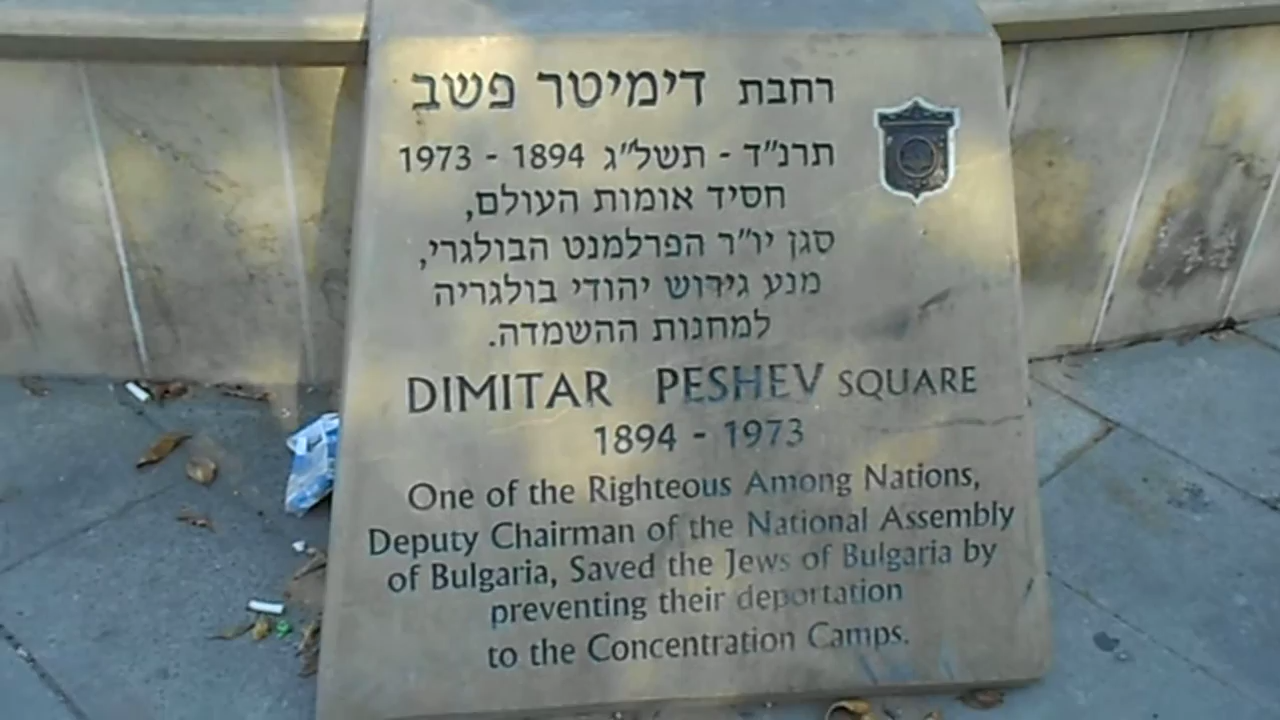 רחבת דימיטר פשב
תרנ"ד - תשל"ג 1894 - 1973
חסיד אומות העולם,
סגן יו"ר הפרלמנט הבולגרי,
מנע גירוש יהודי בולגריה
למחנות ההשמדה.
DIMITAR PESHEV SQUARE
1894 - 1973
One of the Righteous Among Nations,
Deputy Chairman of the National Assembly
of Bulgaria, Saved the Jews of Bulgaria by
preventing their deportation
to the Concentration Camps.